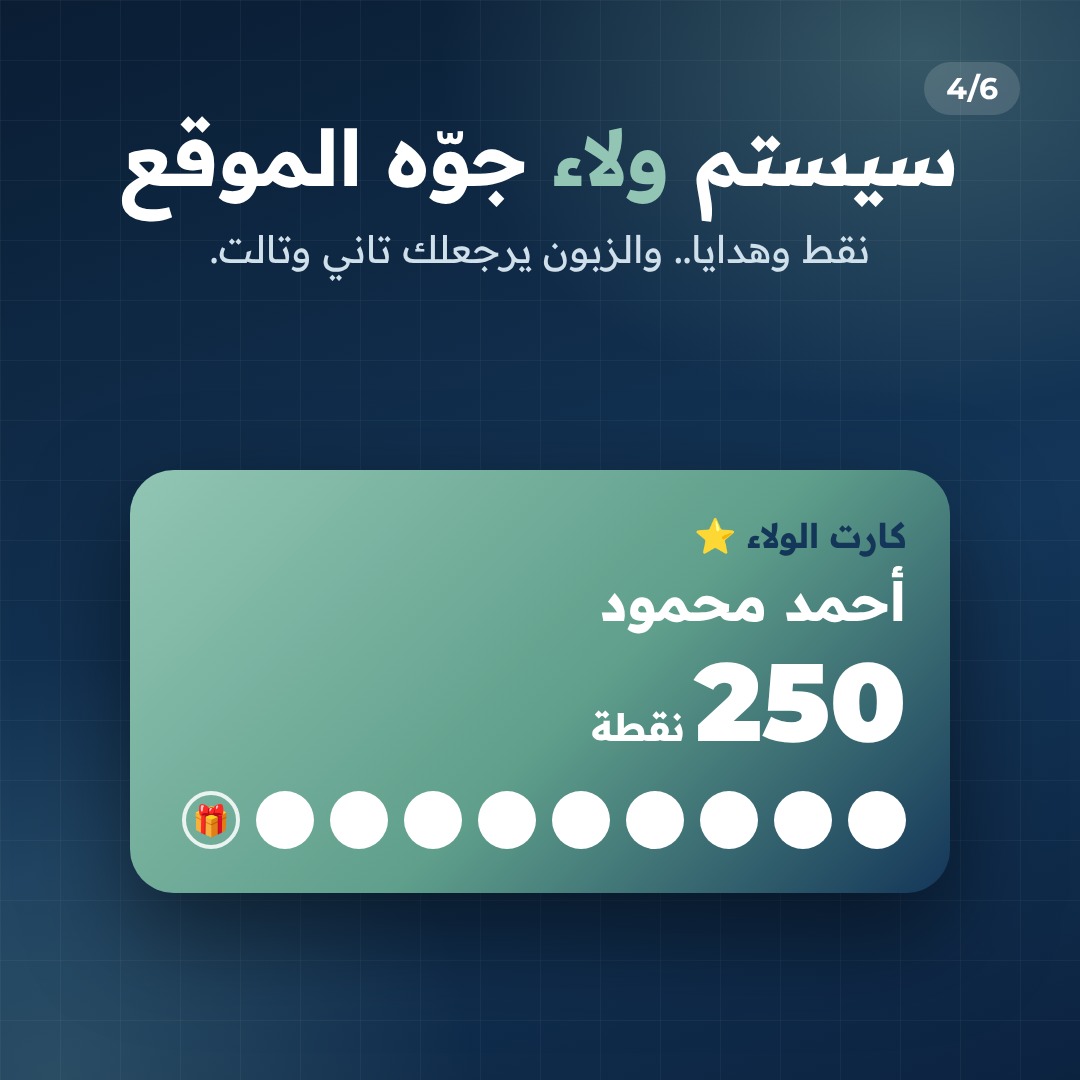 4/6
سيستم ولاء جوّه الموقع
نقط وهدايا.. والزبون يرجعلك تاني وتالت.
كارت الولاء ⭐
أحمد محمود
250 نقطة
🎁